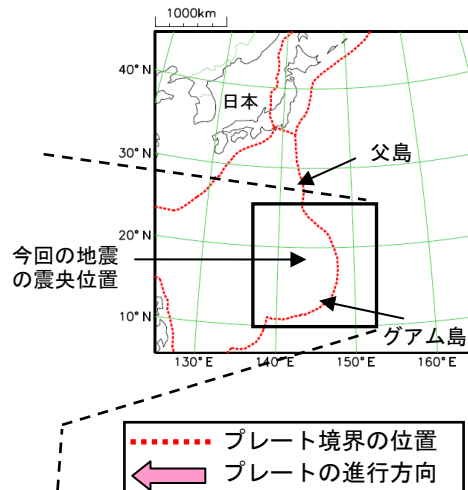 1000km
40°N
日本
30°N
父島
今回の地震
の震央位置
20°N
10°N
グアム島
130°E
140°E
150°E
160°E
プレート境界の位置
プレートの進行方向